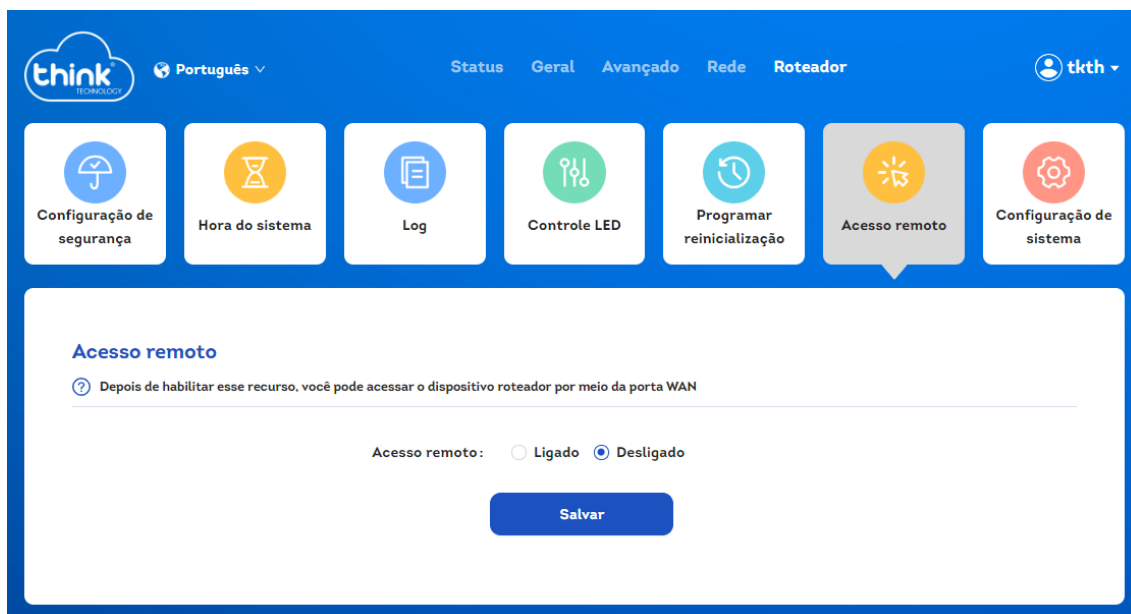 think®
TECHNOLOGY
Português
Status Geral Avançado Rede Roteador
tkth
Configuração de
segurança
Hora do sistema
Log
Controle LED
Programar
reinicialização
Acesso remoto
Configuração de
sistema
Acesso remoto
? Depois de habilitar esse recurso, você pode acessar o dispositivo roteador por meio da porta WAN
Acesso remoto: Ligado Desligado
Salvar